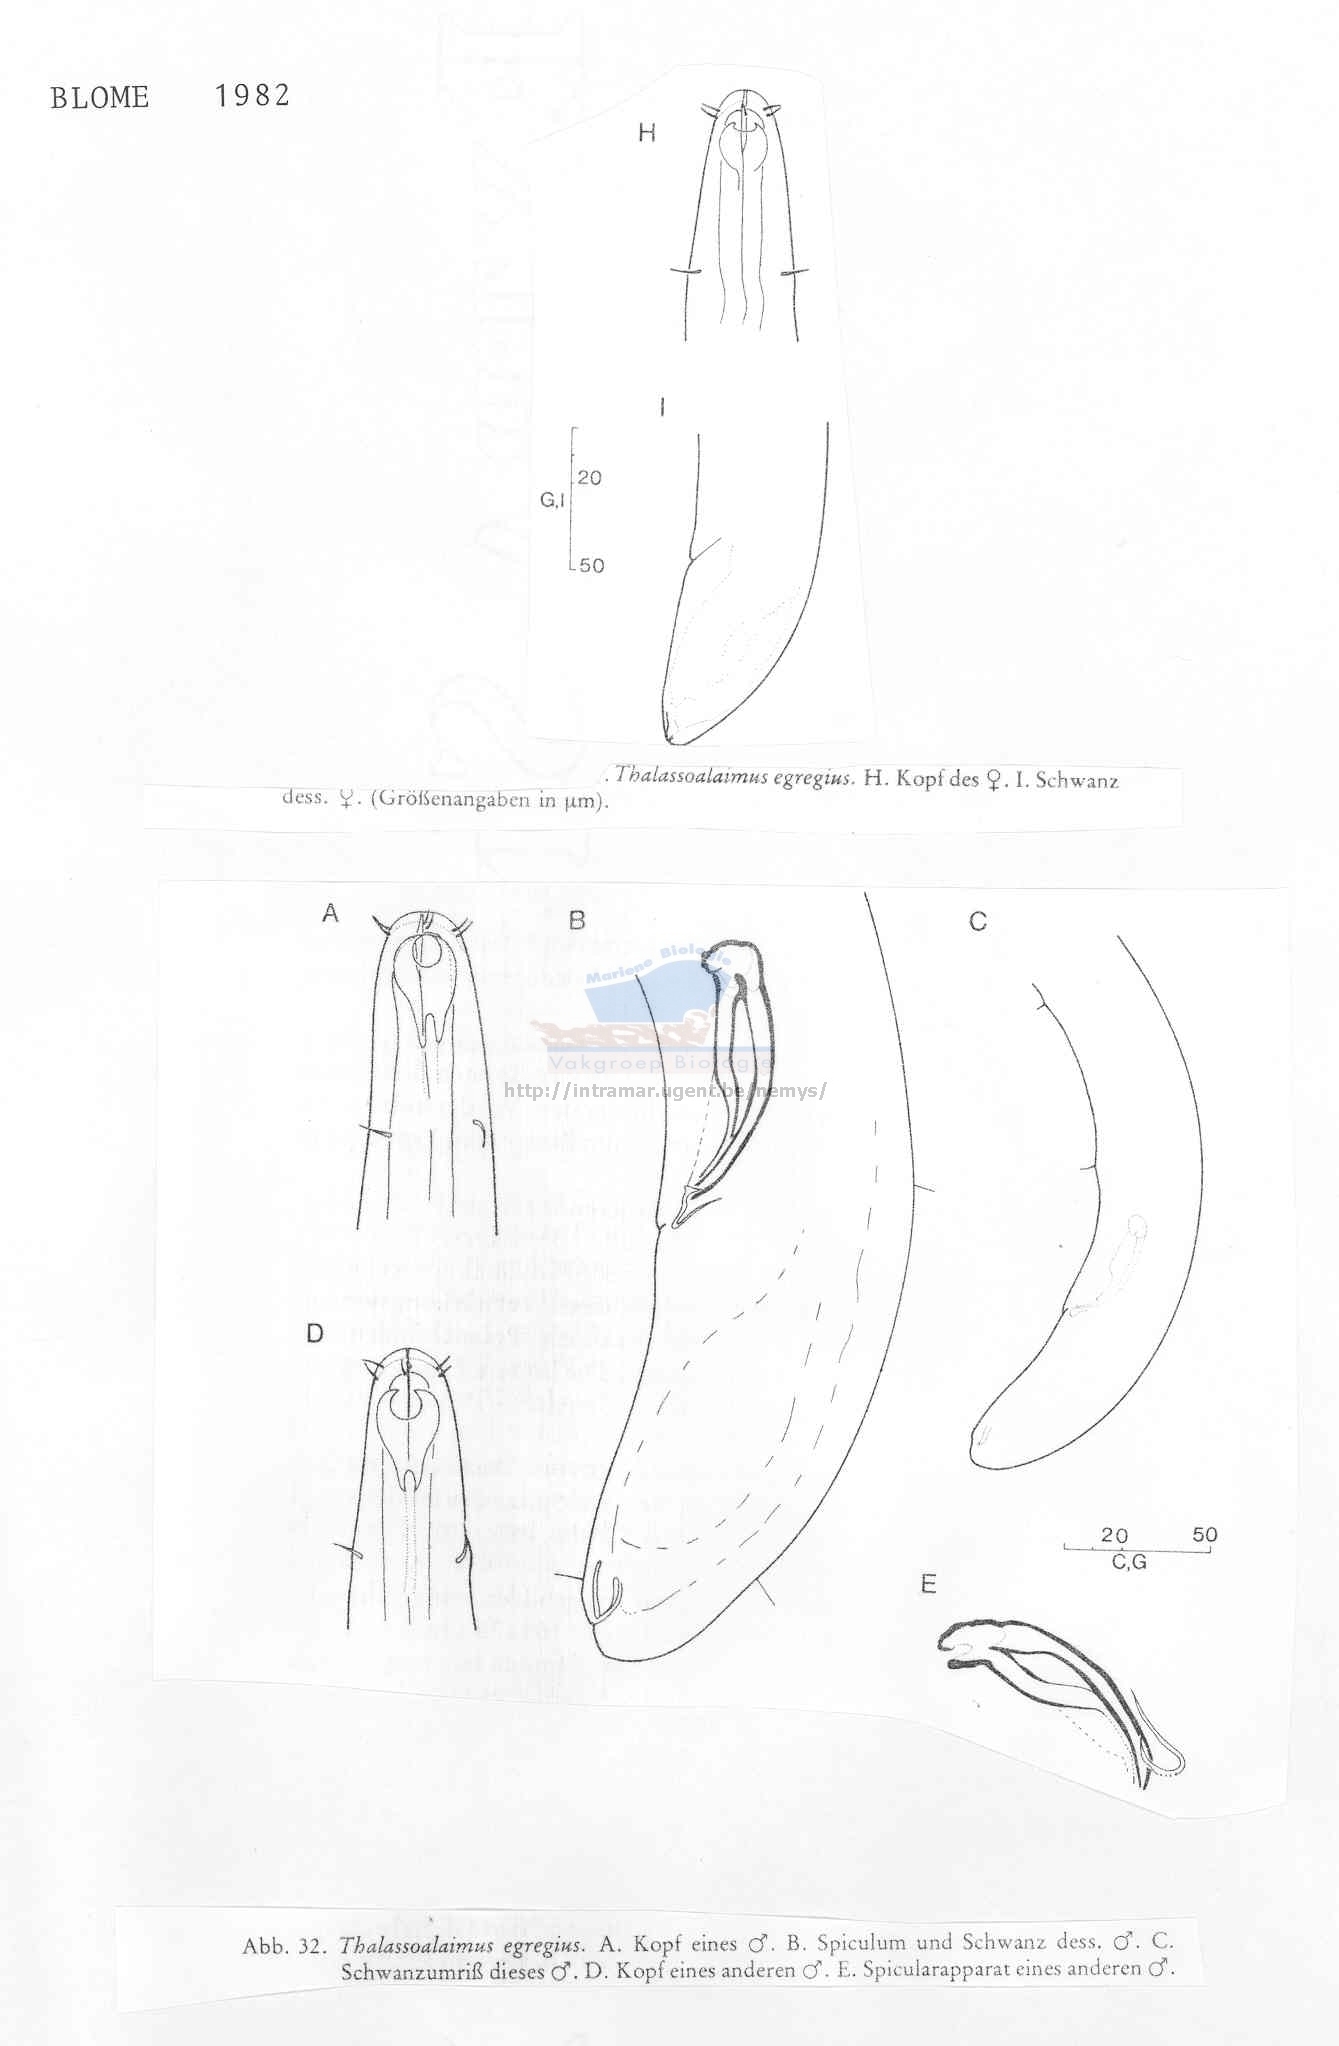 BLOME 1982
H
I
20
G,I
50
. Thalassoalaimus egregius. H. Kopf des ♀. I. Schwanz
dess. ♀. (Größenangaben in µm).
A
B
C
Mariene Biologie
Vakgroep Biologie
http://intramar.ugent.be/nemys/
D
20 50
C,G
E
Abb. 32. Thalassoalaimus egregius. A. Kopf eines ♂. B. Spiculum und Schwanz dess. ♂. C.
Schwanzumriß dieses ♂. D. Kopf eines anderen ♂. E. Spicularapparat eines anderen ♂.